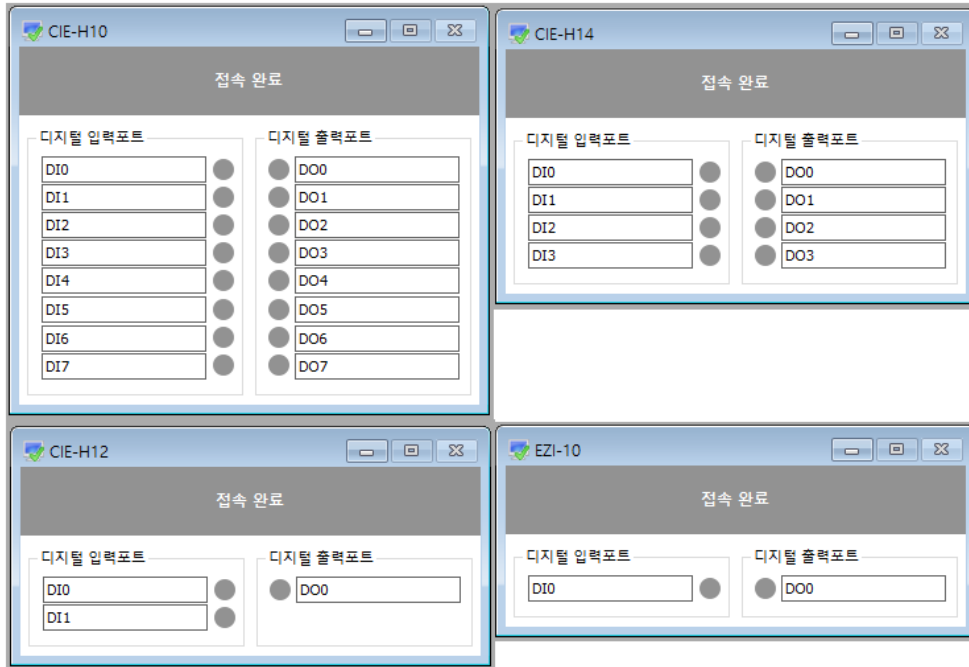 CIE-H10
접속 완료
디지털 입력포트 디지털 출력포트
DI0 DO0
DI1 DO1
DI2 DO2
DI3 DO3
DI4 DO4
DI5 DO5
DI6 DO6
DI7 DO7
CIE-H14
접속 완료
디지털 입력포트 디지털 출력포트
DI0 DO0
DI1 DO1
DI2 DO2
DI3 DO3
CIE-H12
접속 완료
디지털 입력포트 디지털 출력포트
DI0 DO0
DI1
EZI-10
접속 완료
디지털 입력포트 디지털 출력포트
DI0 DO0